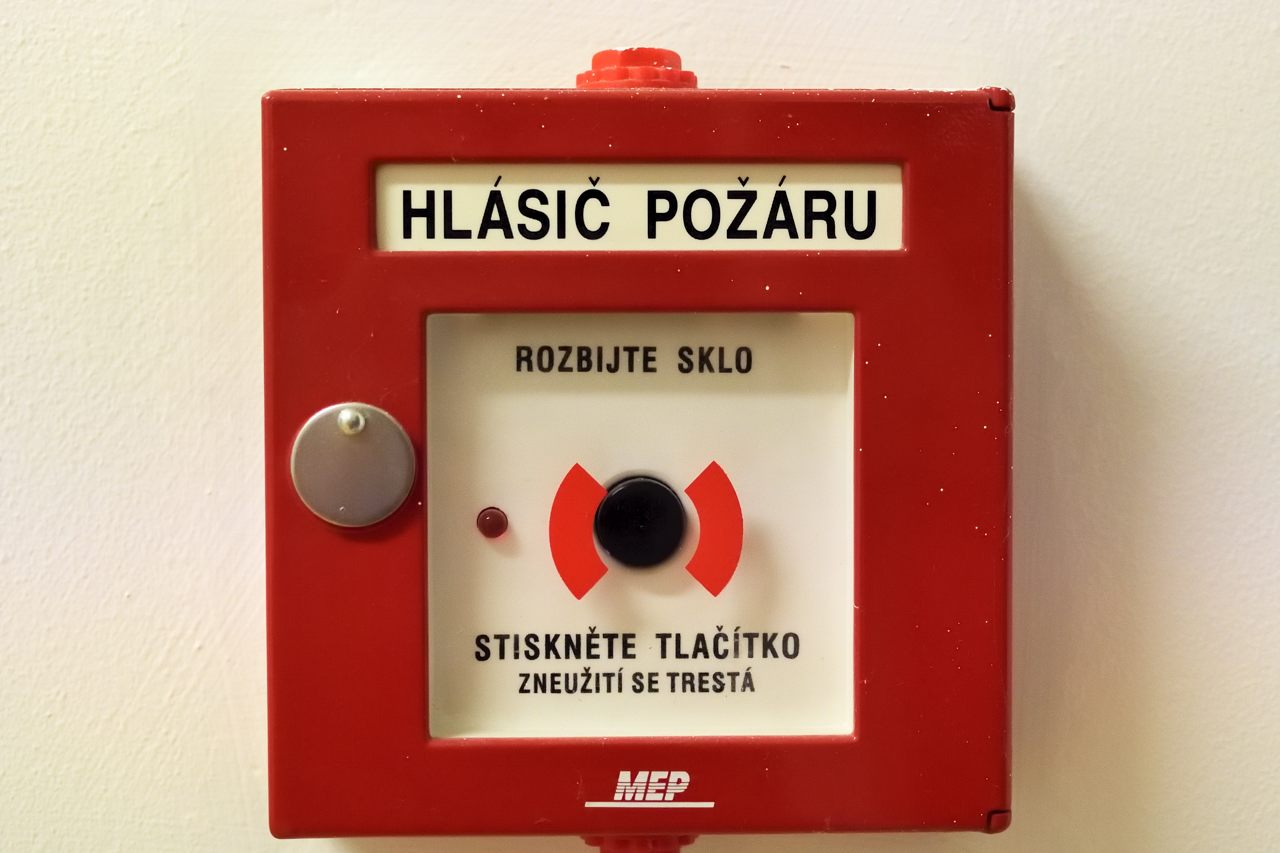 HLÁSIČ POŽÁRU
ROZBIJTE SKLO
STISKNĚTE TLAČÍTKO
ZNEUŽITÍ SE TRESTÁ
MEP